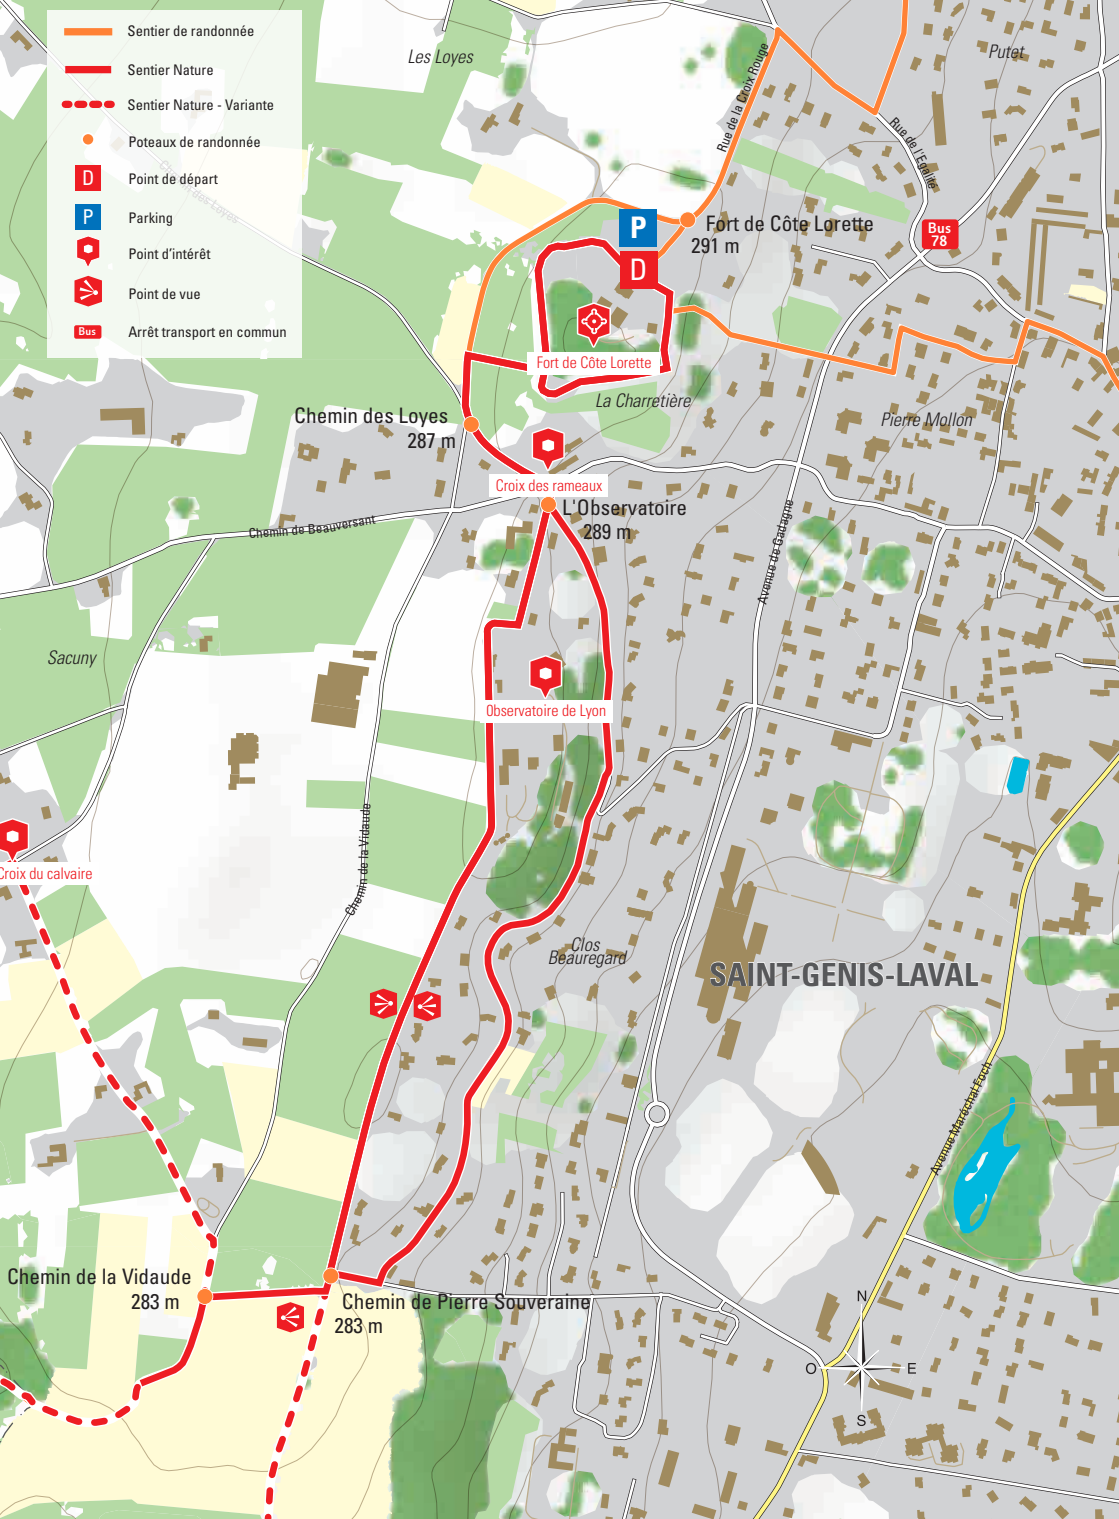 Sentier de randonnée
Sentier Nature
Sentier Nature - Variante
Poteaux de randonnée
D
Point de départ
P
Parking
Point d'intérêt
Point de vue
Bus
Arrêt transport en commun
Chemin des Loyes
Les Loyes
Putet
Rue de la Croix Rouge
Rue de l'Egalité
P
D
Fort de Côte Lorette
291 m
Bus
78
Fort de Côte Lorette
La Charretière
Pierre Mollon
Chemin des Loyes
287 m
Croix des rameaux
L'Observatoire
289 m
Chemin de Beauversant
Avenue de Gadagne
Sacuny
Observatoire de Lyon
Chemin de la Vidaude
Croix du calvaire
Clos
Beauregard
SAINT-GENIS-LAVAL
Avenue Maréchal Foch
Chemin de la Vidaude
283 m
Chemin de Pierre Souveraine
283 m
N
O
E
S